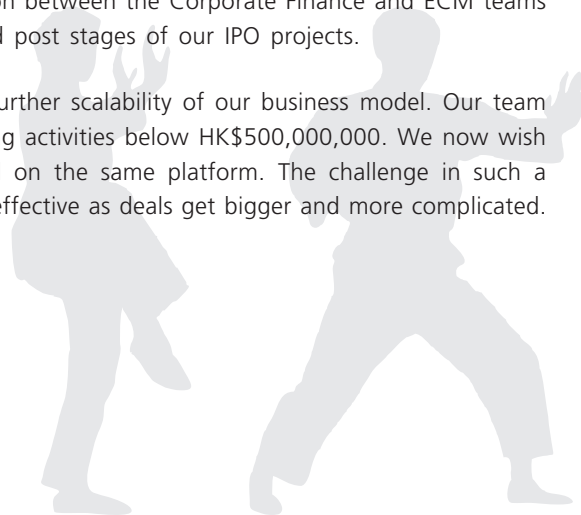 on between the Corporate Finance and ECM teams
d post stages of our IPO projects.
urther scalability of our business model. Our team
g activities below HK$500,000,000. We now wish
on the same platform. The challenge in such a
effective as deals get bigger and more complicated.